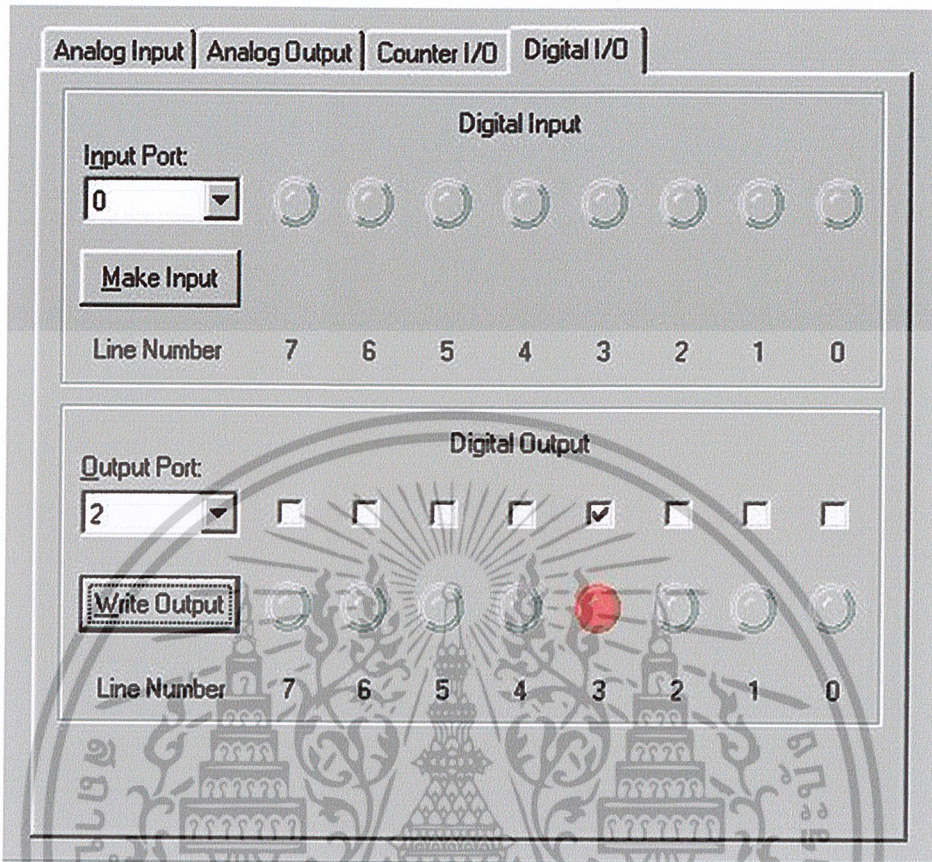 Analog Input Analog Output Counter I/O Digital I/O
Digital Input
Input Port:
0
Make Input
Line Number 7 6 5 4 3 2 1 0
Digital Output
Output Port:
2
Write Output
Line Number 7 6 5 4 3 2 1 0